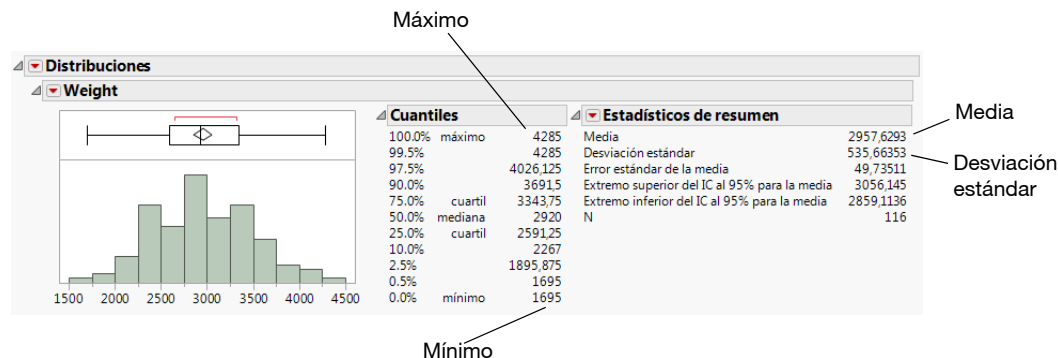 Máximo
Distribuciones
Weight
1500 2000 2500 3000 3500 4000 4500
Cuantiles
100.0% máximo 4285
99.5% 4285
97.5% 4026,125
90.0% 3691,5
75.0% cuartil 3343,75
50.0% mediana 2920
25.0% cuartil 2591,25
10.0% 2267
2.5% 1895,875
0.5% 1695
0.0% mínimo 1695
Estadísticos de resumen
Media 2957,6293
Desviación estándar 535,66353
Error estándar de la media 49,73511
Extremo superior del IC al 95% para la media 3056,145
Extremo inferior del IC al 95% para la media 2859,1136
N 116
Media
Desviación
estándar
Mínimo